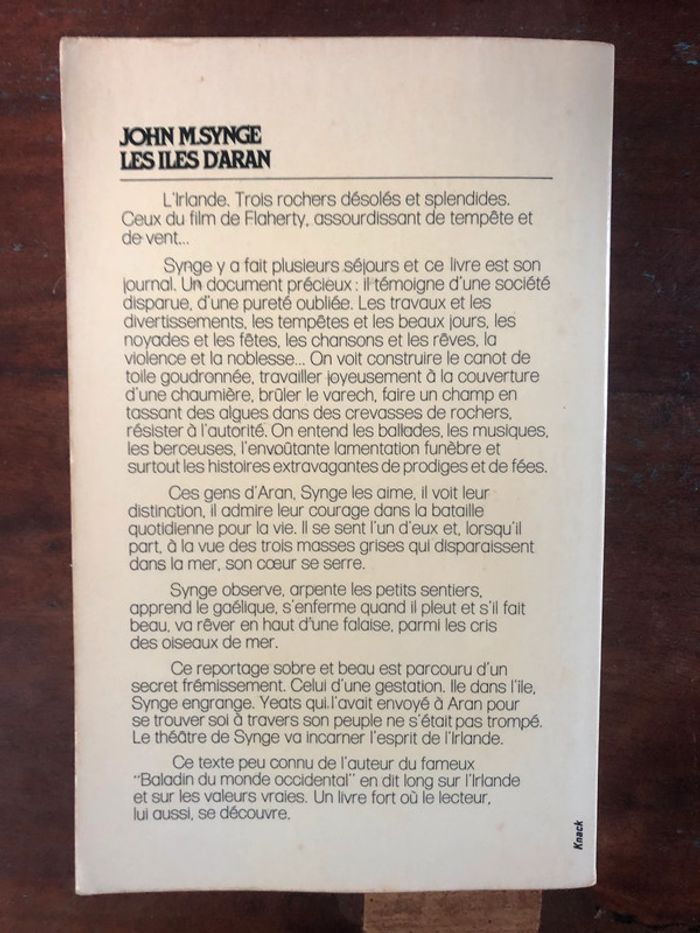 JOHN M.SYNGE
LES ILES D'ARAN
L'Irlande. Trois rochers désolés et splendides.
Ceux du film de Flaherty, assourdissant de tempête et
de vent...
Synge y a fait plusieurs séjours et ce livre est son
journal. Un document précieux : il témoigne d'une société
disparue, d'une pureté oubliée. Les travaux et les
divertissements, les tempêtes et les beaux jours, les
noyades et les fêtes, les chansons et les rêves, la
violence et la noblesse... On voit construire le canot de
toile goudronnée, travailler joyeusement à la couverture
d'une chaumière, brûler le varech, faire un champ en
tassant des algues dans des crevasses de rochers,
résister à l'autorité. On entend les ballades, les musiques,
les berceuses, l'envoûtante lamentation funèbre et
surtout les histoires extravagantes de prodiges et de fées.
Ces gens d'Aran, Synge les aime, il voit leur
distinction, il admire leur courage dans la bataille
quotidienne pour la vie. Il se sent l'un d'eux et, lorsqu'il
part, à la vue des trois masses grises qui disparaissent
dans la mer, son cœur se serre.
Synge observe, arpente les petits sentiers,
apprend le gaélique, s'enferme quand il pleut et s'il fait
beau, va rêver en haut d'une falaise, parmi les cris
des oiseaux de mer.
Ce reportage sobre et beau est parcouru d'un
secret frémissement. Celui d'une gestation. Ile dans l'ile,
Synge engrange. Yeats qui l'avait envoyé à Aran pour
se trouver soi à travers son peuple ne s'était pas trompé.
Le théâtre de Synge va incarner l'esprit de l'Irlande.
Ce texte peu connu de l'auteur du fameux
"Baladin du monde occidental" en dit long sur l'Irlande
et sur les valeurs vraies. Un livre fort où le lecteur,
lui aussi, se découvre.
Knack